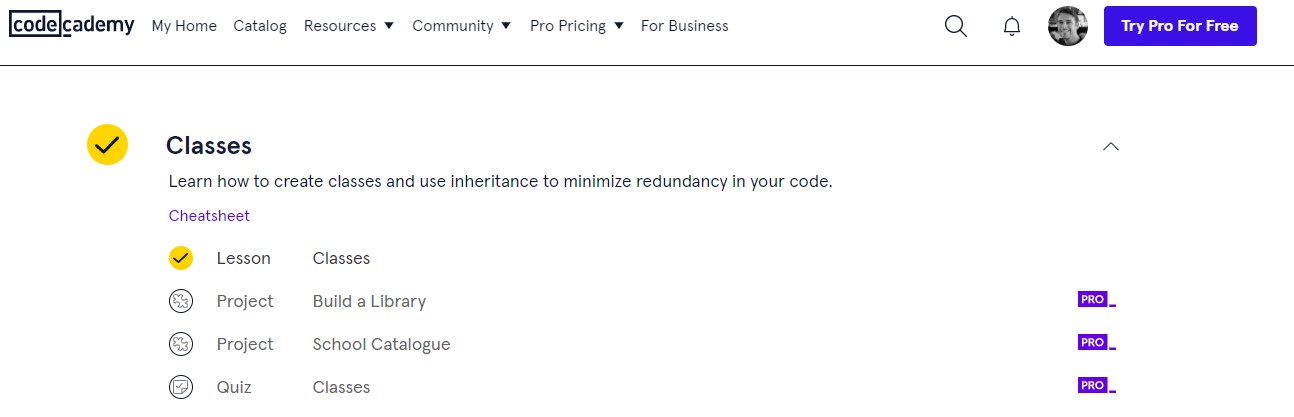 codecademy My Home Catalog Resources Community Pro Pricing For Business Try Pro For Free
Classes
Learn how to create classes and use inheritance to minimize redundancy in your code.
Cheatsheet
Lesson Classes
Project Build a Library PRO
Project School Catalogue PRO
Quiz Classes PRO